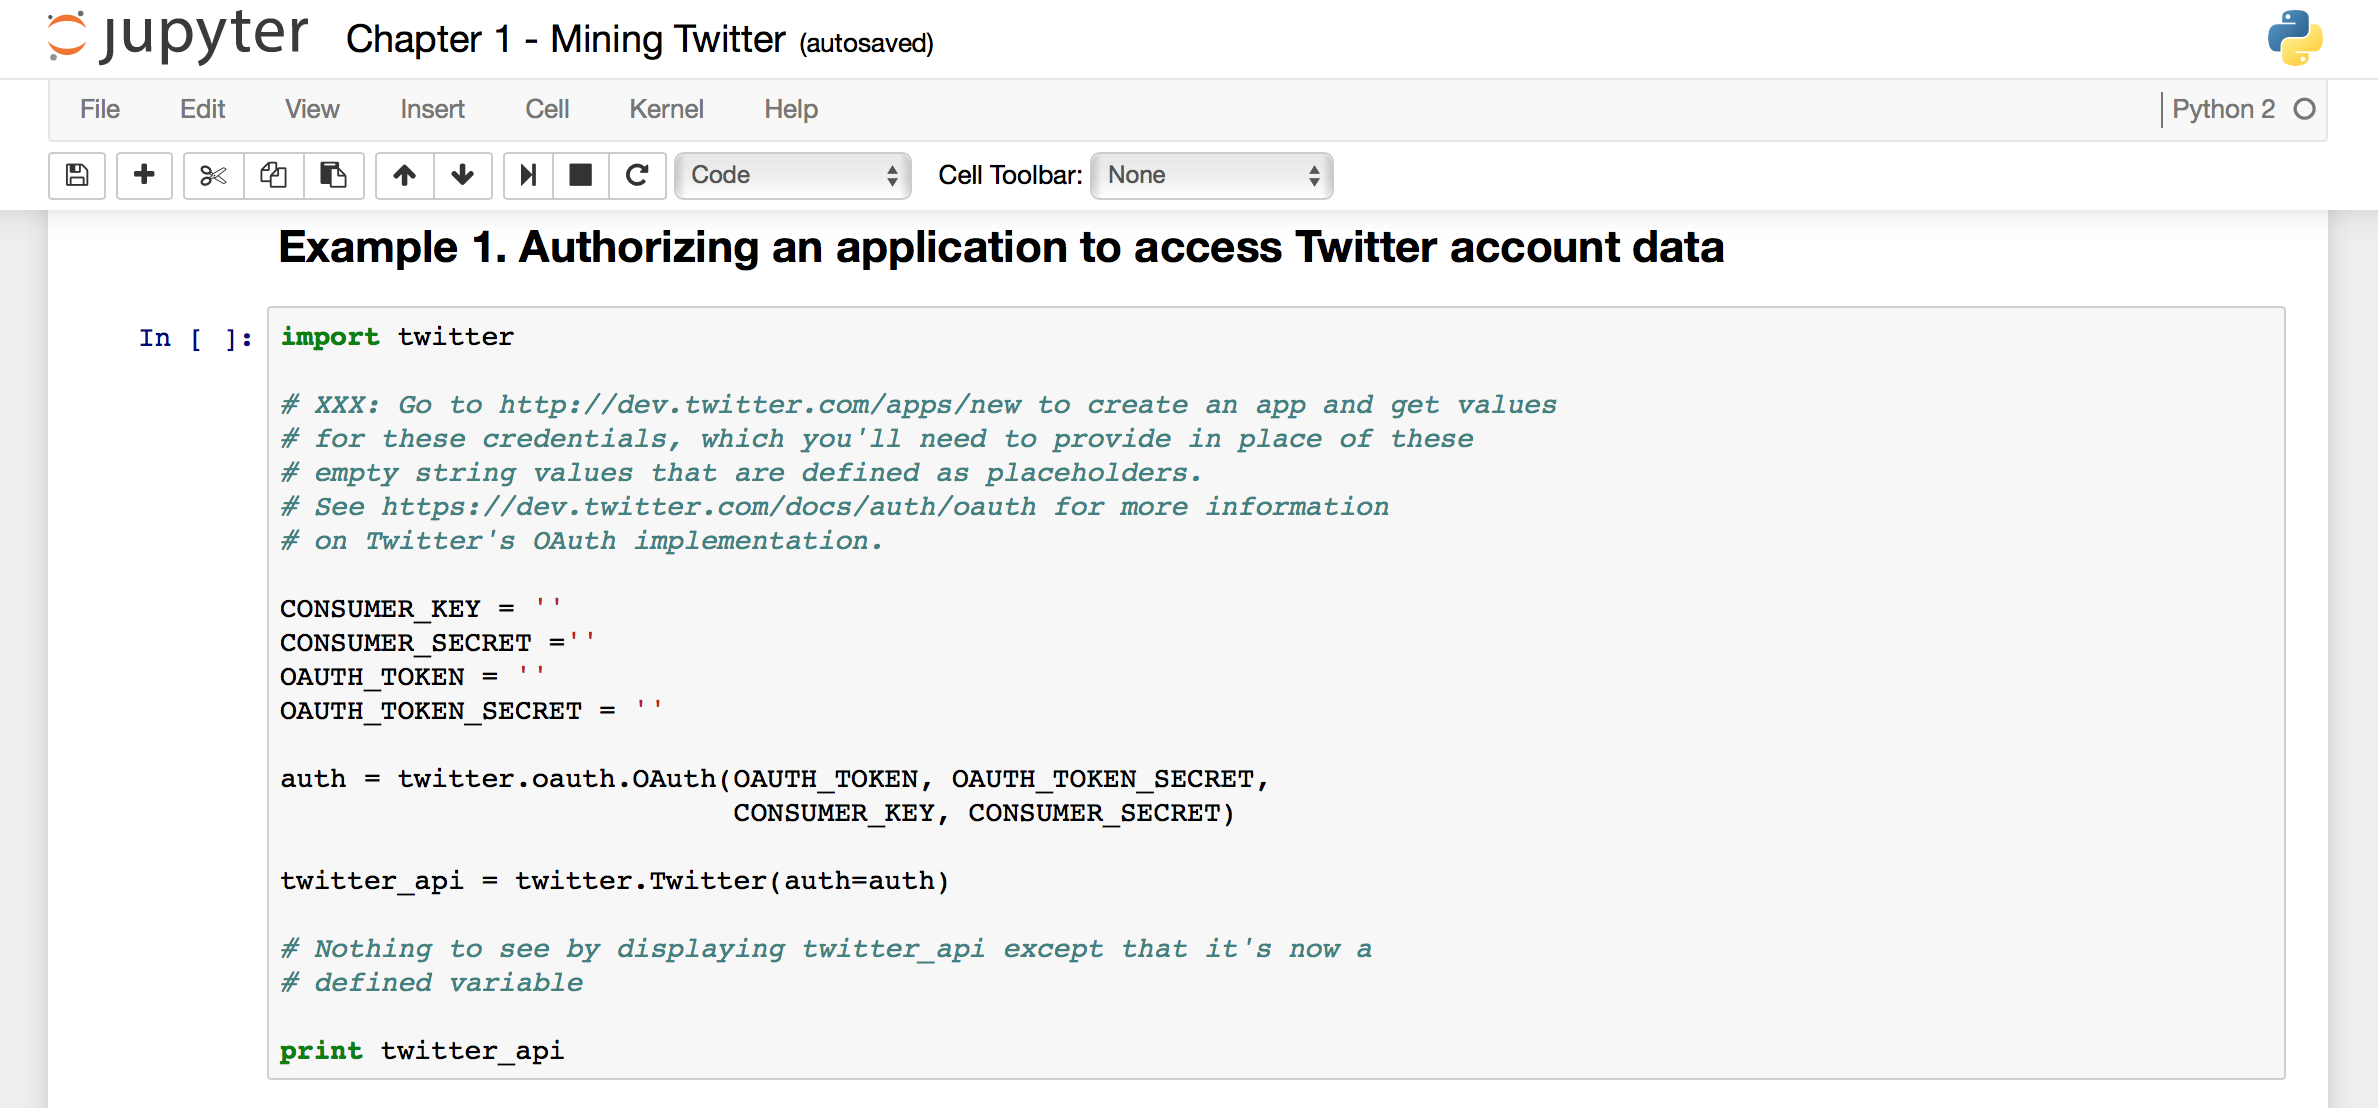 jupyter Chapter 1 - Mining Twitter (autosaved)
File Edit View Insert Cell Kernel Help Python 2
Code Cell Toolbar: None
Example 1. Authorizing an application to access Twitter account data
In [ ]: import twitter
# XXX: Go to http://dev.twitter.com/apps/new to create an app and get values
# for these credentials, which you'll need to provide in place of these
# empty string values that are defined as placeholders.
# See https://dev.twitter.com/docs/auth/oauth for more information
# on Twitter's OAuth implementation.
CONSUMER_KEY = ''
CONSUMER_SECRET =''
OAUTH_TOKEN = ''
OAUTH_TOKEN_SECRET = ''
auth = twitter.oauth.OAuth(OAUTH_TOKEN, OAUTH_TOKEN_SECRET,
CONSUMER_KEY, CONSUMER_SECRET)
twitter_api = twitter.Twitter(auth=auth)
# Nothing to see by displaying twitter_api except that it's now a
# defined variable
print twitter_api